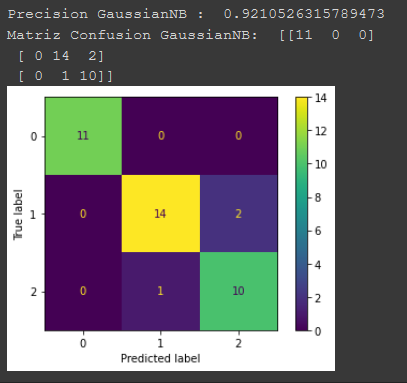 Precision GaussianNB :  0.9210526315789473
Matriz Confusion GaussianNB:  [[11  0  0]
 [ 0 14  2]
 [ 0  1 10]]
14
0 11 0 0
12
10
True label
1 0 14 2
8
6
4
2 0 1 10
2
0
0 1 2
Predicted label